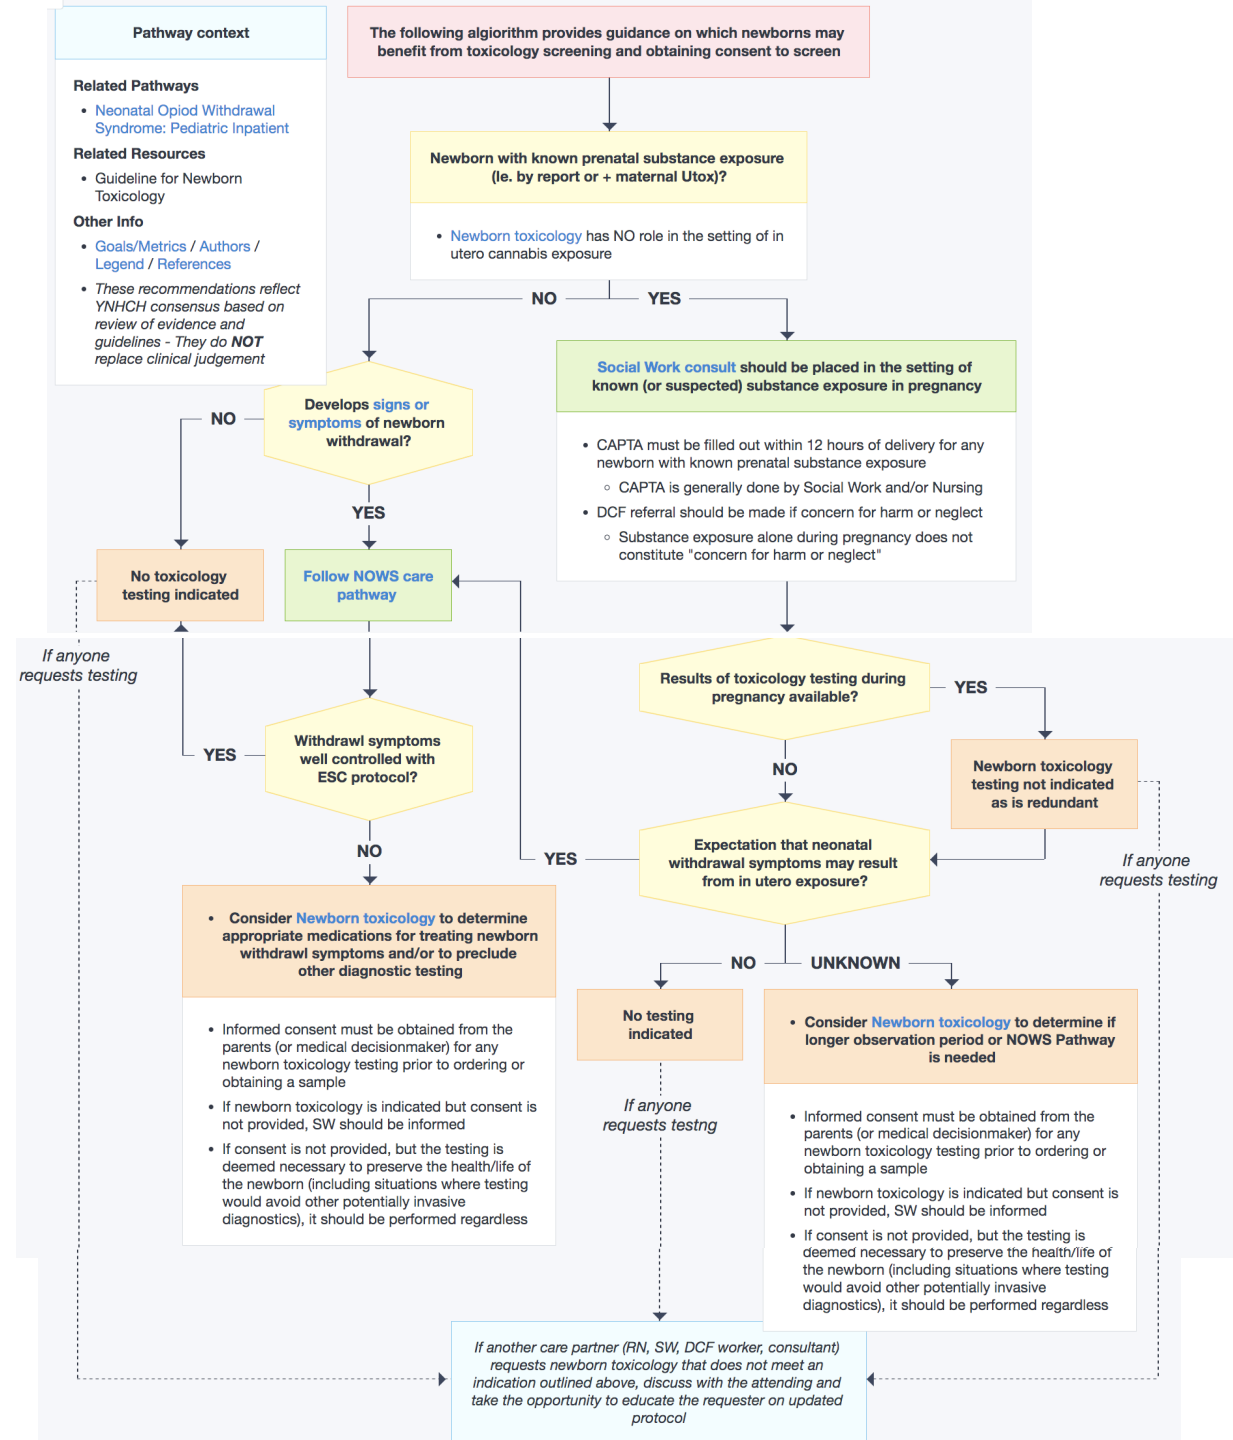 Pathway context
Related Pathways
• Neonatal Opiod Withdrawal
Syndrome: Pediatric Inpatient
Related Resources
• Guideline for Newborn
Toxicology
Other Info
• Goals/Metrics / Authors /
Legend / References
• These recommendations reflect
YNHCH consensus based on
review of evidence and
guidelines - They do NOT
replace clinical judgement
The following algiorithm provides guidance on which newborns may
benefit from toxicology screening and obtaining consent to screen
Newborn with known prenatal substance exposure
(Ie. by report or + maternal Utox)?
• Newborn toxicology has NO role in the setting of in
utero cannabis exposure
NO
YES
Develops signs or
symptoms of newborn
withdrawal?
NO
YES
Social Work consult should be placed in the setting of
known (or suspected) substance exposure in pregnancy
• CAPTA must be filled out within 12 hours of delivery for any
newborn with known prenatal substance exposure
○ CAPTA is generally done by Social Work and/or Nursing
• DCF referral should be made if concern for harm or neglect
○ Substance exposure alone during pregnancy does not
constitute "concern for harm or neglect"
No toxicology
testing indicated
Follow NOWS care
pathway
If anyone
requests testing
Results of toxicology testing during
pregnancy available?
YES
NO
Withdrawl symptoms
well controlled with
ESC protocol?
YES
NO
Newborn toxicology
testing not indicated
as is redundant
If anyone
requests testing
Expectation that neonatal
withdrawal symptoms may result
from in utero exposure?
YES
NO
UNKNOWN
• Consider Newborn toxicology to determine
appropriate medications for treating newborn
withdrawl symptoms and/or to preclude
other diagnostic testing
• Informed consent must be obtained from the
parents (or medical decisionmaker) for any
newborn toxicology testing prior to ordering or
obtaining a sample
• If newborn toxicology is indicated but consent is
not provided, SW should be informed
• If consent is not provided, but the testing is
deemed necessary to preserve the health/life of
the newborn (including situations where testing
would avoid other potentially invasive
diagnostics), it should be performed regardless
No testing
indicated
If anyone
requests testng
• Consider Newborn toxicology to determine if
longer observation period or NOWS Pathway
is needed
• Informed consent must be obtained from the
parents (or medical decisionmaker) for any
newborn toxicology testing prior to ordering or
obtaining a sample
• If newborn toxicology is indicated but consent is
not provided, SW should be informed
• If consent is not provided, but the testing is
deemed necessary to preserve the health/life of
the newborn (including situations where testing
would avoid other potentially invasive
diagnostics), it should be performed regardless
If another care partner (RN, SW, DCF worker, consultant)
requests newborn toxicology that does not meet an
indication outlined above, discuss with the attending and
take the opportunity to educate the requester on updated
protocol